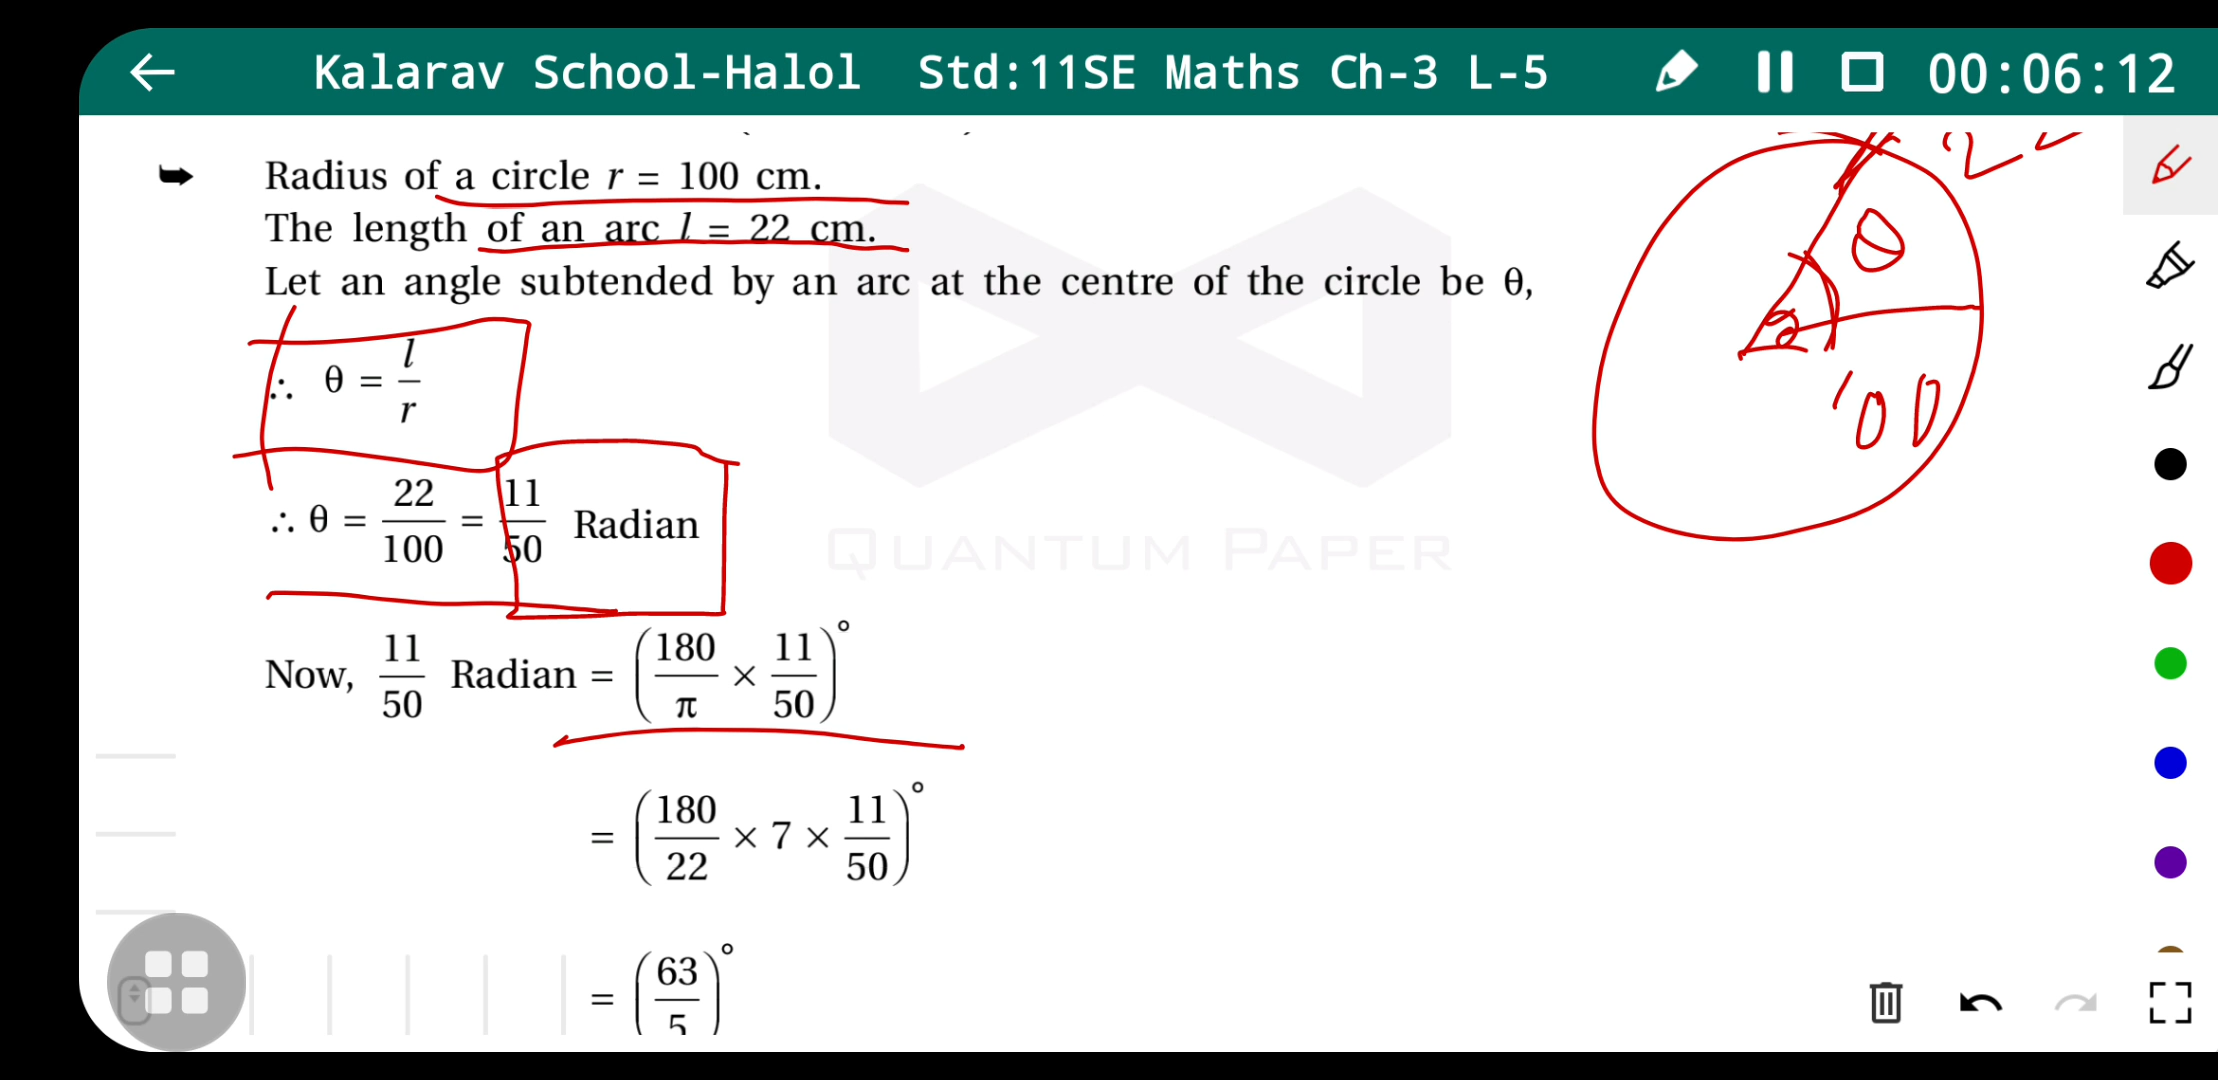 Kalarav School-Halol Std:11SE Maths Ch-3 L-5 00:06:12
➥ Radius of a circle r = 100 cm.
The length of an arc l = 22 cm.
Let an angle subtended by an arc at the centre of the circle be θ,
∴ θ = l/r
∴ θ = 22/100 = 11/50 Radian
Now, 11/50 Radian = (180/π × 11/50)°
= (180/22 × 7 × 11/50)°
= (63/5)°
QUANTUM PAPER
22
θ
100